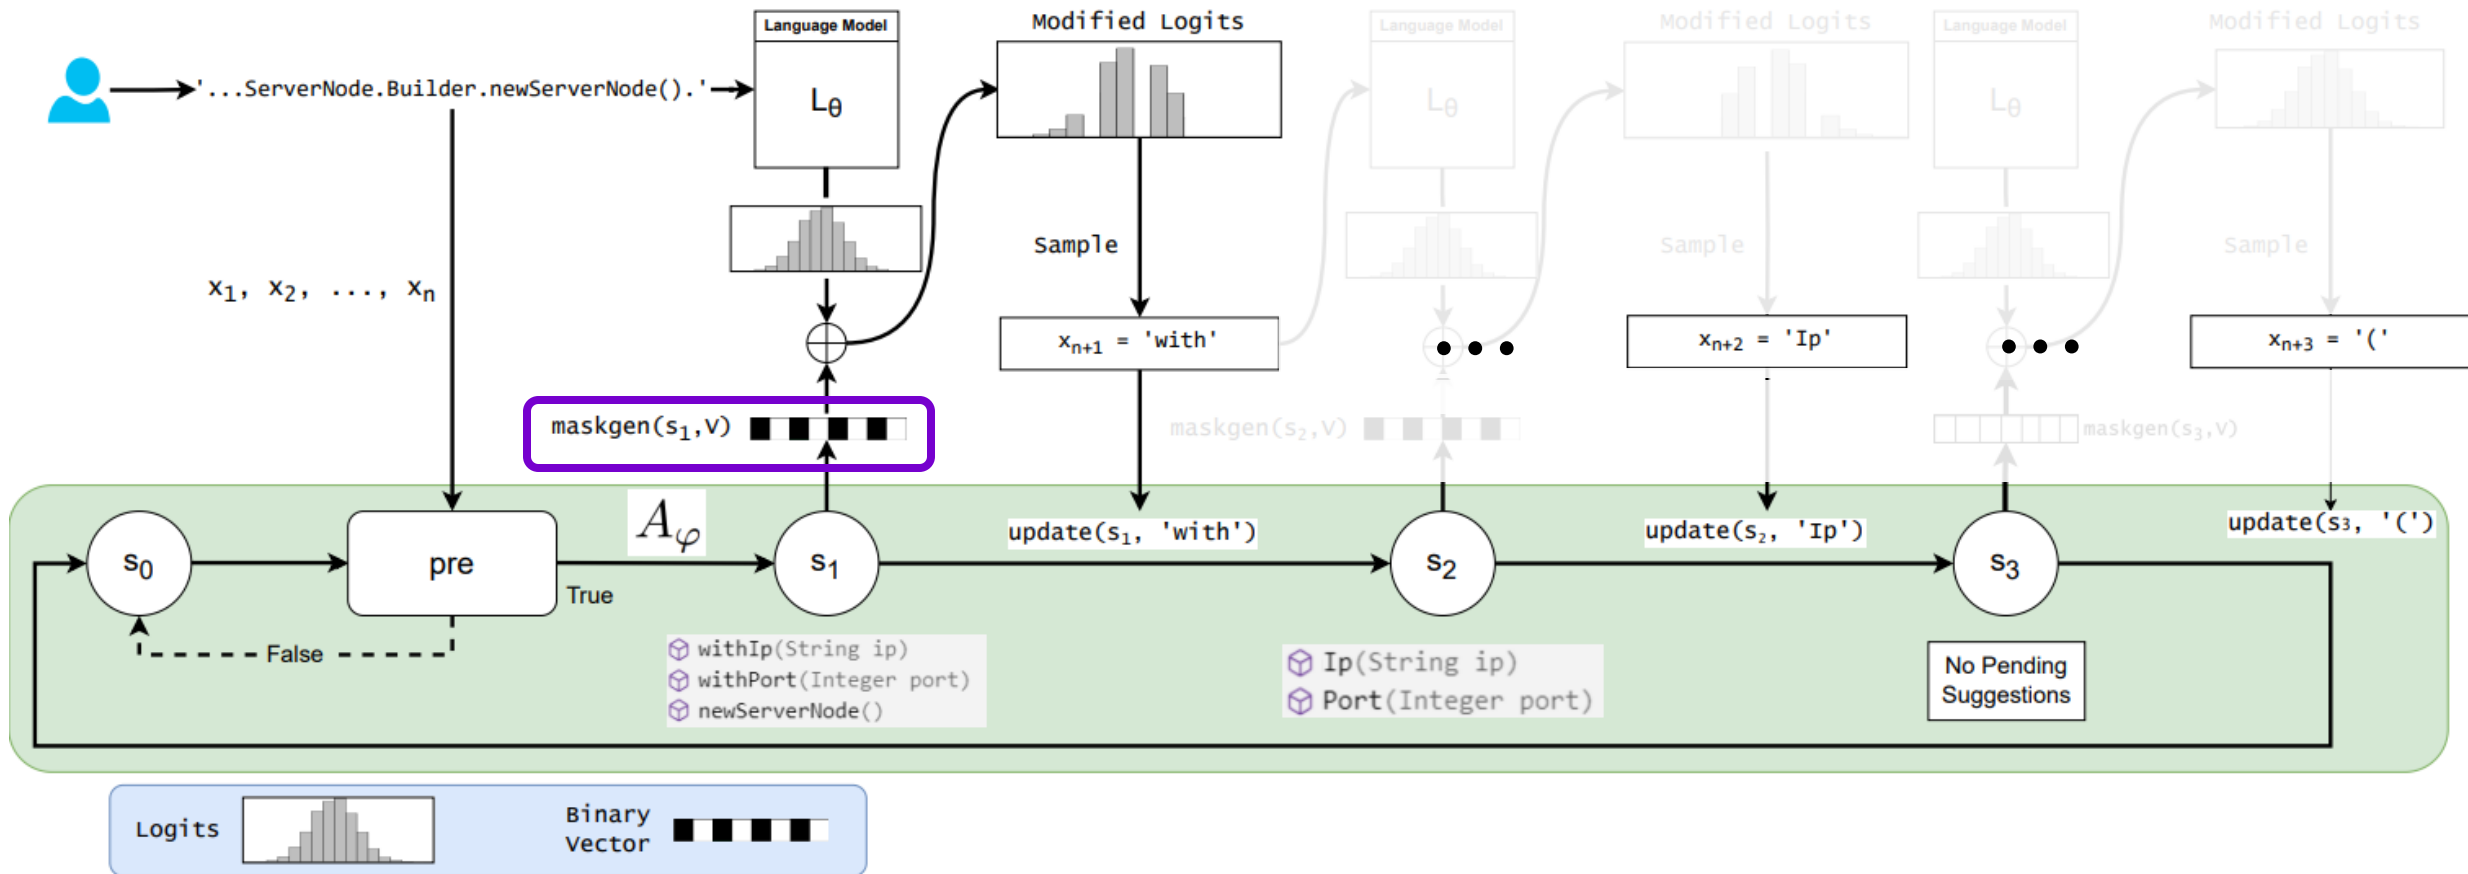 Language Model
Modified Logits
Language Model
Modified Logits
Language Model
Modified Logits
'...ServerNode.Builder.newServerNode().'
Lθ
Lθ
Lθ
Sample
Sample
Sample
x1, x2, ..., xn
xn+1 = 'with'
xn+2 = 'Ip'
xn+3 = '('
maskgen(s1,V)
maskgen(s2,V)
maskgen(s3,V)
Aφ
update(s1, 'with')
update(s2, 'Ip')
update(s3, '(')
s0
pre
s1
s2
s3
True
False
withIp(String ip)
withPort(Integer port)
newServerNode()
Ip(String ip)
Port(Integer port)
No Pending
Suggestions
Logits
Binary
Vector